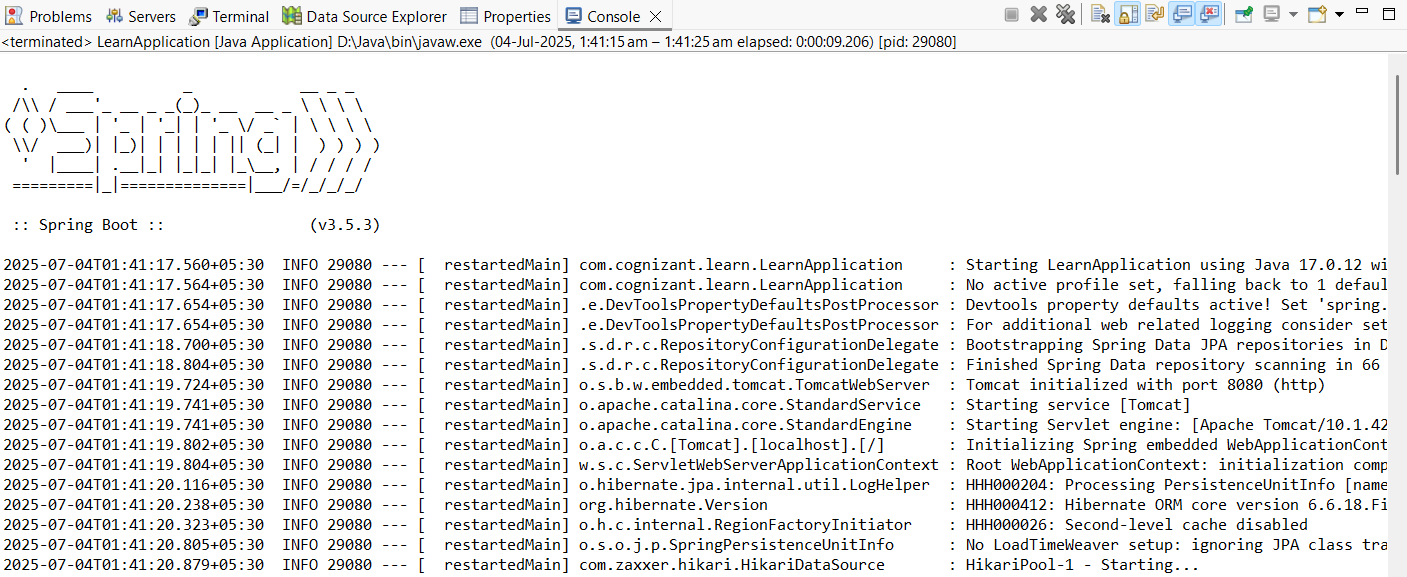 Problems Servers Terminal Data Source Explorer Properties Console
<terminated> LearnApplication [Java Application] D:\Java\bin\javaw.exe (04-Jul-2025, 1:41:15 am – 1:41:25 am elapsed: 0:00:09.206) [pid: 29080]
  .   ____          _            __ _ _
 /\\ / ___'_ __ _ _(_)_ __  __ _ \ \ \ \
( ( )\___ | '_ | '_| | '_ \/ _` | \ \ \ \
 \\/  ___)| |_)| | | | | || (_| |  ) ) ) )
  '  |____| .__|_| |_|_| |_\__, | / / / /
 =========|_|==============|___/=/_/_/_/
 :: Spring Boot ::                (v3.5.3)
2025-07-04T01:41:17.560+05:30  INFO 29080 --- [  restartedMain] com.cognizant.learn.LearnApplication     : Starting LearnApplication using Java 17.0.12 wi
2025-07-04T01:41:17.564+05:30  INFO 29080 --- [  restartedMain] com.cognizant.learn.LearnApplication     : No active profile set, falling back to 1 defaul
2025-07-04T01:41:17.654+05:30  INFO 29080 --- [  restartedMain] .e.DevToolsPropertyDefaultsPostProcessor : Devtools property defaults active! Set 'spring.
2025-07-04T01:41:17.654+05:30  INFO 29080 --- [  restartedMain] .e.DevToolsPropertyDefaultsPostProcessor : For additional web related logging consider set
2025-07-04T01:41:18.700+05:30  INFO 29080 --- [  restartedMain] .s.d.r.c.RepositoryConfigurationDelegate : Bootstrapping Spring Data JPA repositories in D
2025-07-04T01:41:18.804+05:30  INFO 29080 --- [  restartedMain] .s.d.r.c.RepositoryConfigurationDelegate : Finished Spring Data repository scanning in 66
2025-07-04T01:41:19.724+05:30  INFO 29080 --- [  restartedMain] o.s.b.w.embedded.tomcat.TomcatWebServer  : Tomcat initialized with port 8080 (http)
2025-07-04T01:41:19.741+05:30  INFO 29080 --- [  restartedMain] o.apache.catalina.core.StandardService   : Starting service [Tomcat]
2025-07-04T01:41:19.741+05:30  INFO 29080 --- [  restartedMain] o.apache.catalina.core.StandardEngine    : Starting Servlet engine: [Apache Tomcat/10.1.42
2025-07-04T01:41:19.802+05:30  INFO 29080 --- [  restartedMain] o.a.c.c.C.[Tomcat].[localhost].[/]       : Initializing Spring embedded WebApplicationCont
2025-07-04T01:41:19.804+05:30  INFO 29080 --- [  restartedMain] w.s.c.ServletWebServerApplicationContext : Root WebApplicationContext: initialization comp
2025-07-04T01:41:20.116+05:30  INFO 29080 --- [  restartedMain] o.hibernate.jpa.internal.util.LogHelper  : HHH000204: Processing PersistenceUnitInfo [name
2025-07-04T01:41:20.238+05:30  INFO 29080 --- [  restartedMain] org.hibernate.Version                    : HHH000412: Hibernate ORM core version 6.6.18.Fi
2025-07-04T01:41:20.323+05:30  INFO 29080 --- [  restartedMain] o.h.c.internal.RegionFactoryInitiator    : HHH000026: Second-level cache disabled
2025-07-04T01:41:20.805+05:30  INFO 29080 --- [  restartedMain] o.s.o.j.p.SpringPersistenceUnitInfo      : No LoadTimeWeaver setup: ignoring JPA class tra
2025-07-04T01:41:20.879+05:30  INFO 29080 --- [  restartedMain] com.zaxxer.hikari.HikariDataSource       : HikariPool-1 - Starting...